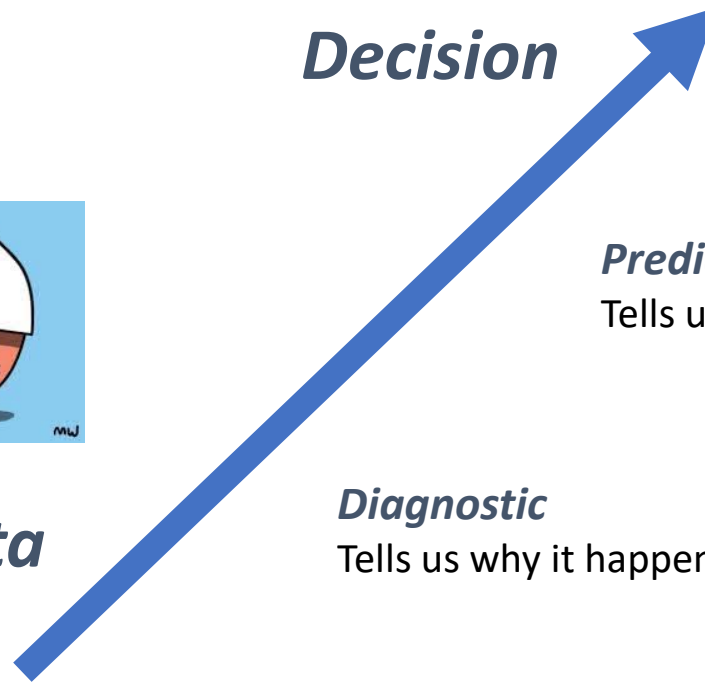 Decision
Predi
Tells u
mw
ta
Diagnostic
Tells us why it happen